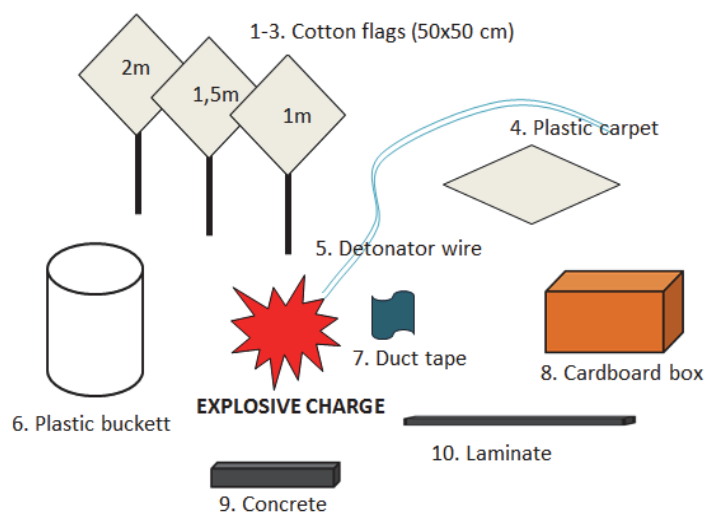 1-3. Cotton flags (50x50 cm)
2m
1,5m
1m
4. Plastic carpet
5. Detonator wire
7. Duct tape
8. Cardboard box
EXPLOSIVE CHARGE
6. Plastic buckett
10. Laminate
9. Concrete